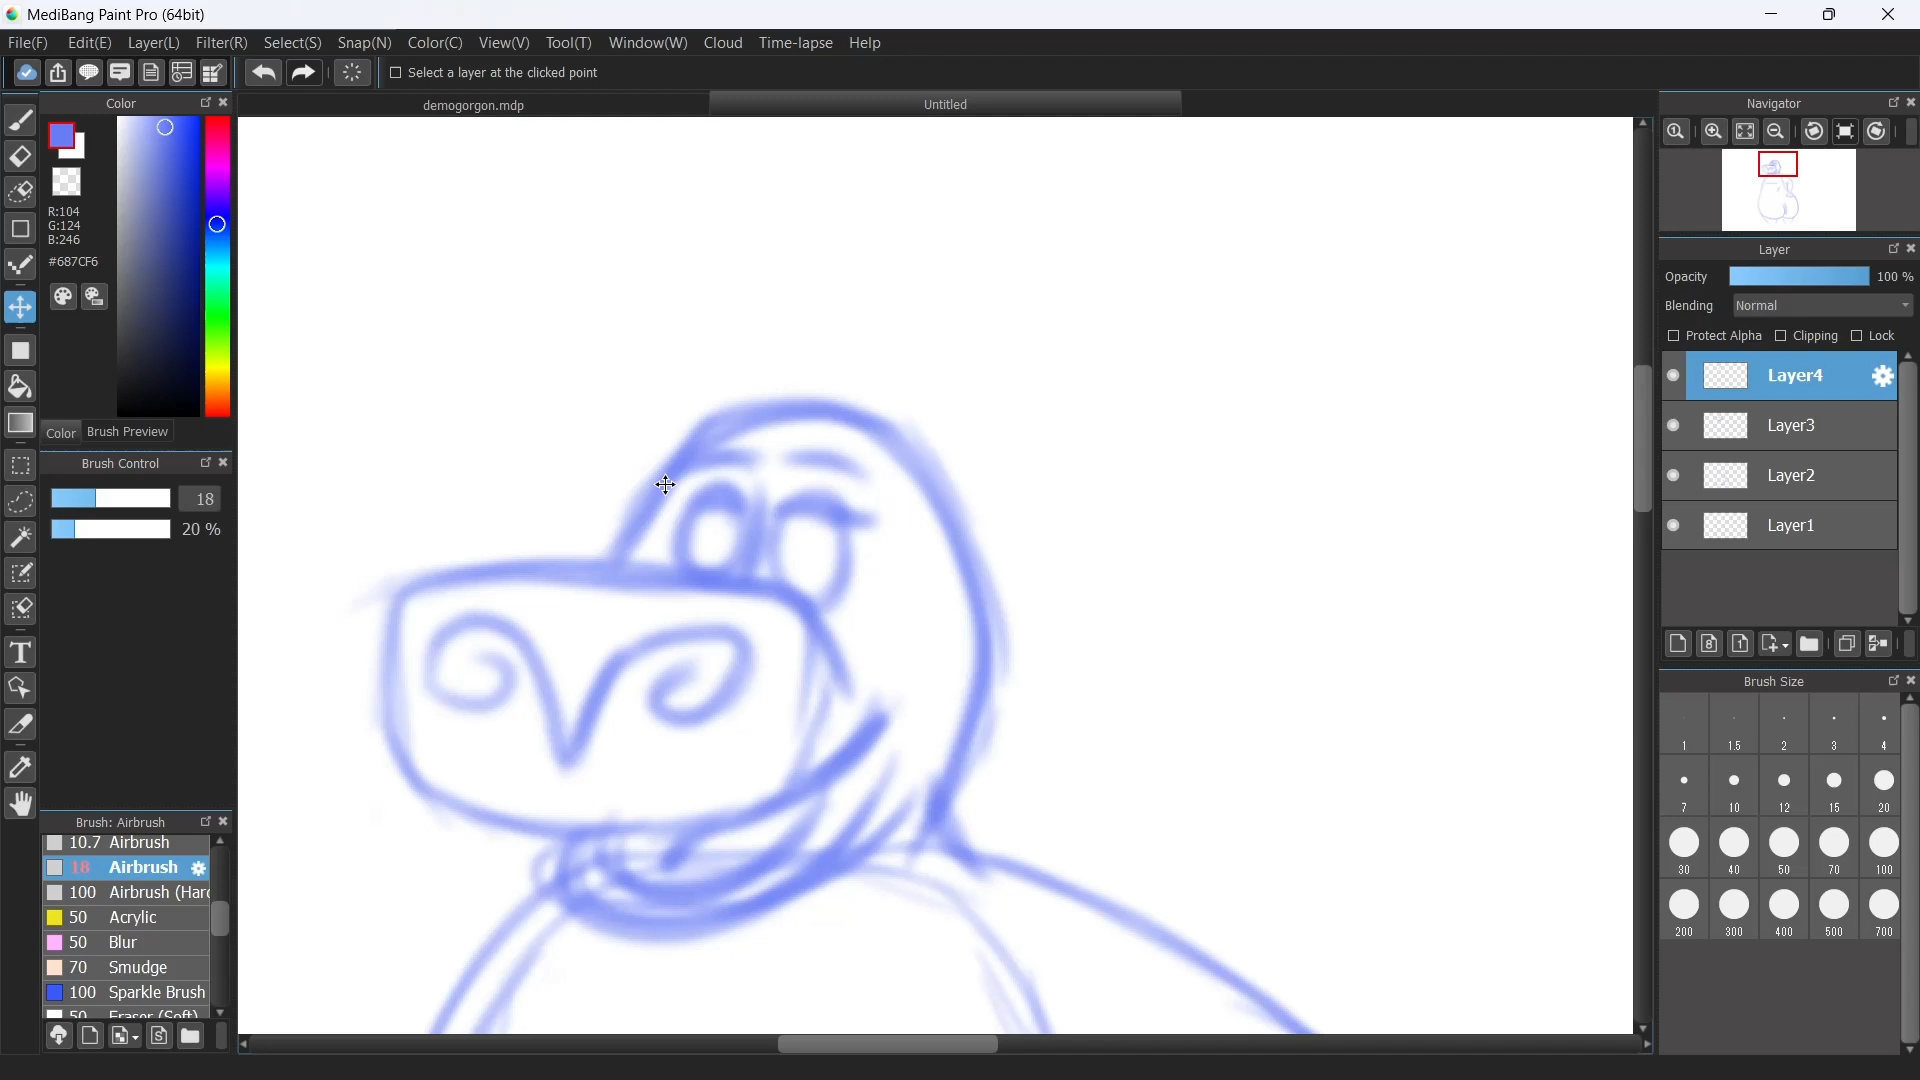 MediBang Paint Pro (64bit)
File(F) Edit(E) Layer(L) Filter(R) Select(S) Snap(N) Color(C) View(V) Tool(T) Window(W) Cloud Time-lapse Help
Select a layer at the clicked point
Color
demogorgon.mdp
Untitled
Navigator
R:104
G:124
B:246
#687CF6
Layer
Opacity 100 %
Blending Normal
Protect Alpha Clipping Lock
Layer4
Layer3
Layer2
Layer1
Color Brush Preview
Brush Control
18
20 %
Brush Size
1 1.5 2 3 4
7 10 12 15 20
30 40 50 70 100
200 300 400 500 700
Brush: Airbrush
10.7 Airbrush
18 Airbrush
100 Airbrush (Hard
50 Acrylic
50 Blur
70 Smudge
100 Sparkle Brush
50 Eraser (Soft)
T
8
1
S